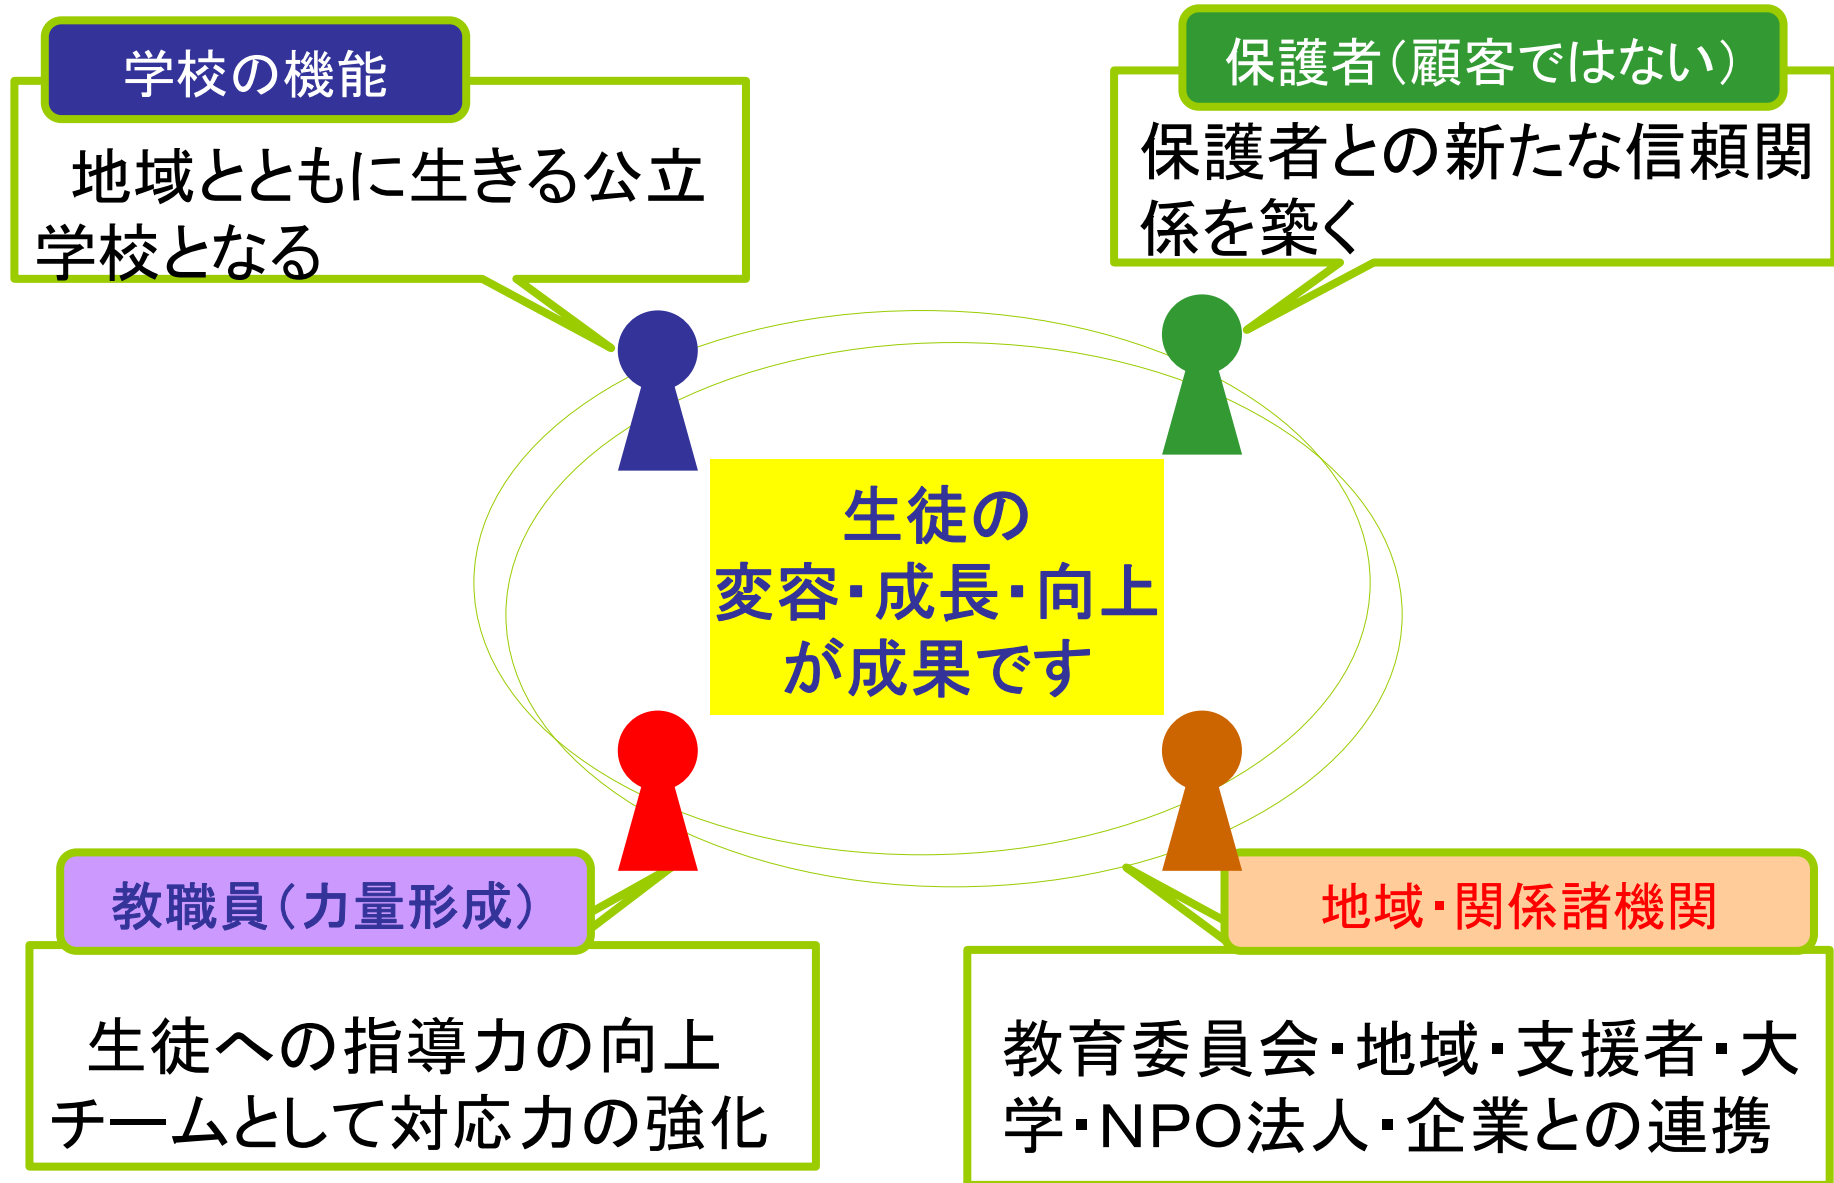 学校の機能
地域とともに生きる公立
学校となる
保護者（顧客ではない）
保護者との新たな信頼関
係を築く
生徒の
変容・成長・向上
が成果です
教職員（力量形成）
生徒への指導力の向上
チームとして対応力の強化
地域・関係諸機関
教育委員会・地域・支援者・大
学・NPO法人・企業との連携